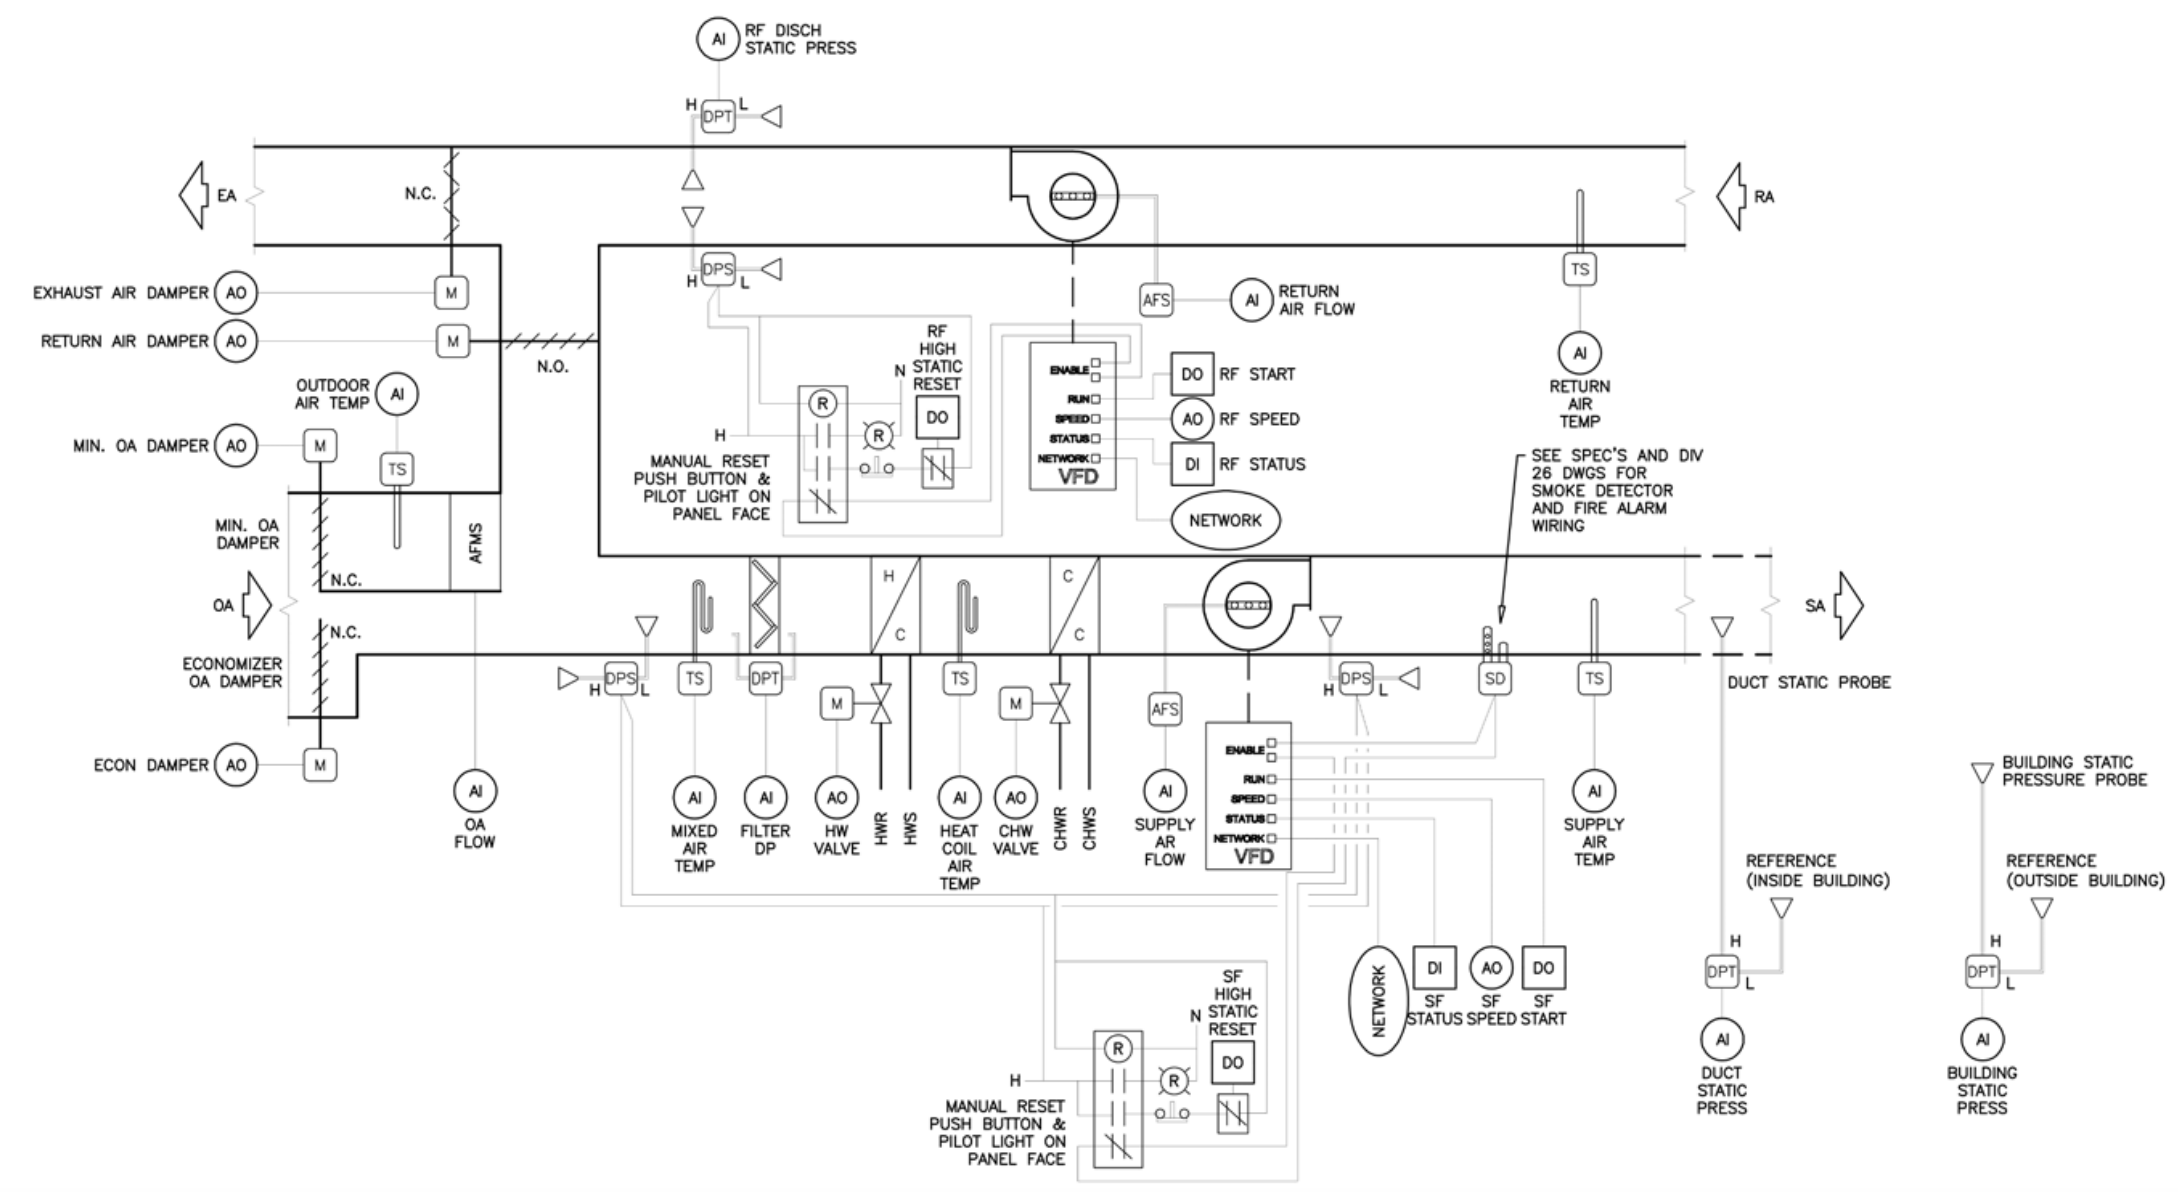 AI
RF DISCH
STATIC PRESS
H
L
DPT
EA
N.C.
RA
EXHAUST AIR DAMPER
AO
M
DPS
H
L
TS
AFS
AI
RETURN
AIR FLOW
RETURN AIR DAMPER
AO
M
N.O.
AI
RETURN
AIR
TEMP
OUTDOOR
AIR TEMP
AI
TS
MIN. OA DAMPER
AO
M
RF
HIGH
STATIC
RESET
N
DO
R
H
R
MANUAL RESET
PUSH BUTTON &
PILOT LIGHT ON
PANEL FACE
ENABLE
RUN
SPEED
STATUS
NETWORK
VFD
DO
RF START
AO
RF SPEED
DI
RF STATUS
NETWORK
SEE SPEC'S AND DIV
26 DWGS FOR
SMOKE DETECTOR
AND FIRE ALARM
WIRING
MIN. OA
DAMPER
N.C.
AFMS
OA
N.C.
ECONOMIZER
OA DAMPER
ECON DAMPER
AO
M
AI
OA
FLOW
H
C
C
C
SA
H
DPS
L
TS
DPT
M
TS
M
AFS
H
DPS
L
SD
TS
DUCT STATIC PROBE
AI
MIXED
AIR
TEMP
AI
FILTER
DP
AO
HW
VALVE
HWR
HWS
AI
HEAT
COIL
AIR
TEMP
AO
CHW
VALVE
CHWR
CHWS
AI
SUPPLY
AR
FLOW
ENABLE
RUN
SPEED
STATUS
NETWORK
VFD
AI
SUPPLY
AIR
TEMP
BUILDING STATIC
PRESSURE PROBE
REFERENCE
(INSIDE BUILDING)
REFERENCE
(OUTSIDE BUILDING)
NETWORK
DI
SF
STATUS
AO
SF
SPEED
DO
SF
START
H
DPT
L
AI
DUCT
STATIC
PRESS
H
DPT
L
AI
BUILDING
STATIC
PRESS
SF
HIGH
STATIC
RESET
N
DO
R
H
R
MANUAL RESET
PUSH BUTTON &
PILOT LIGHT ON
PANEL FACE